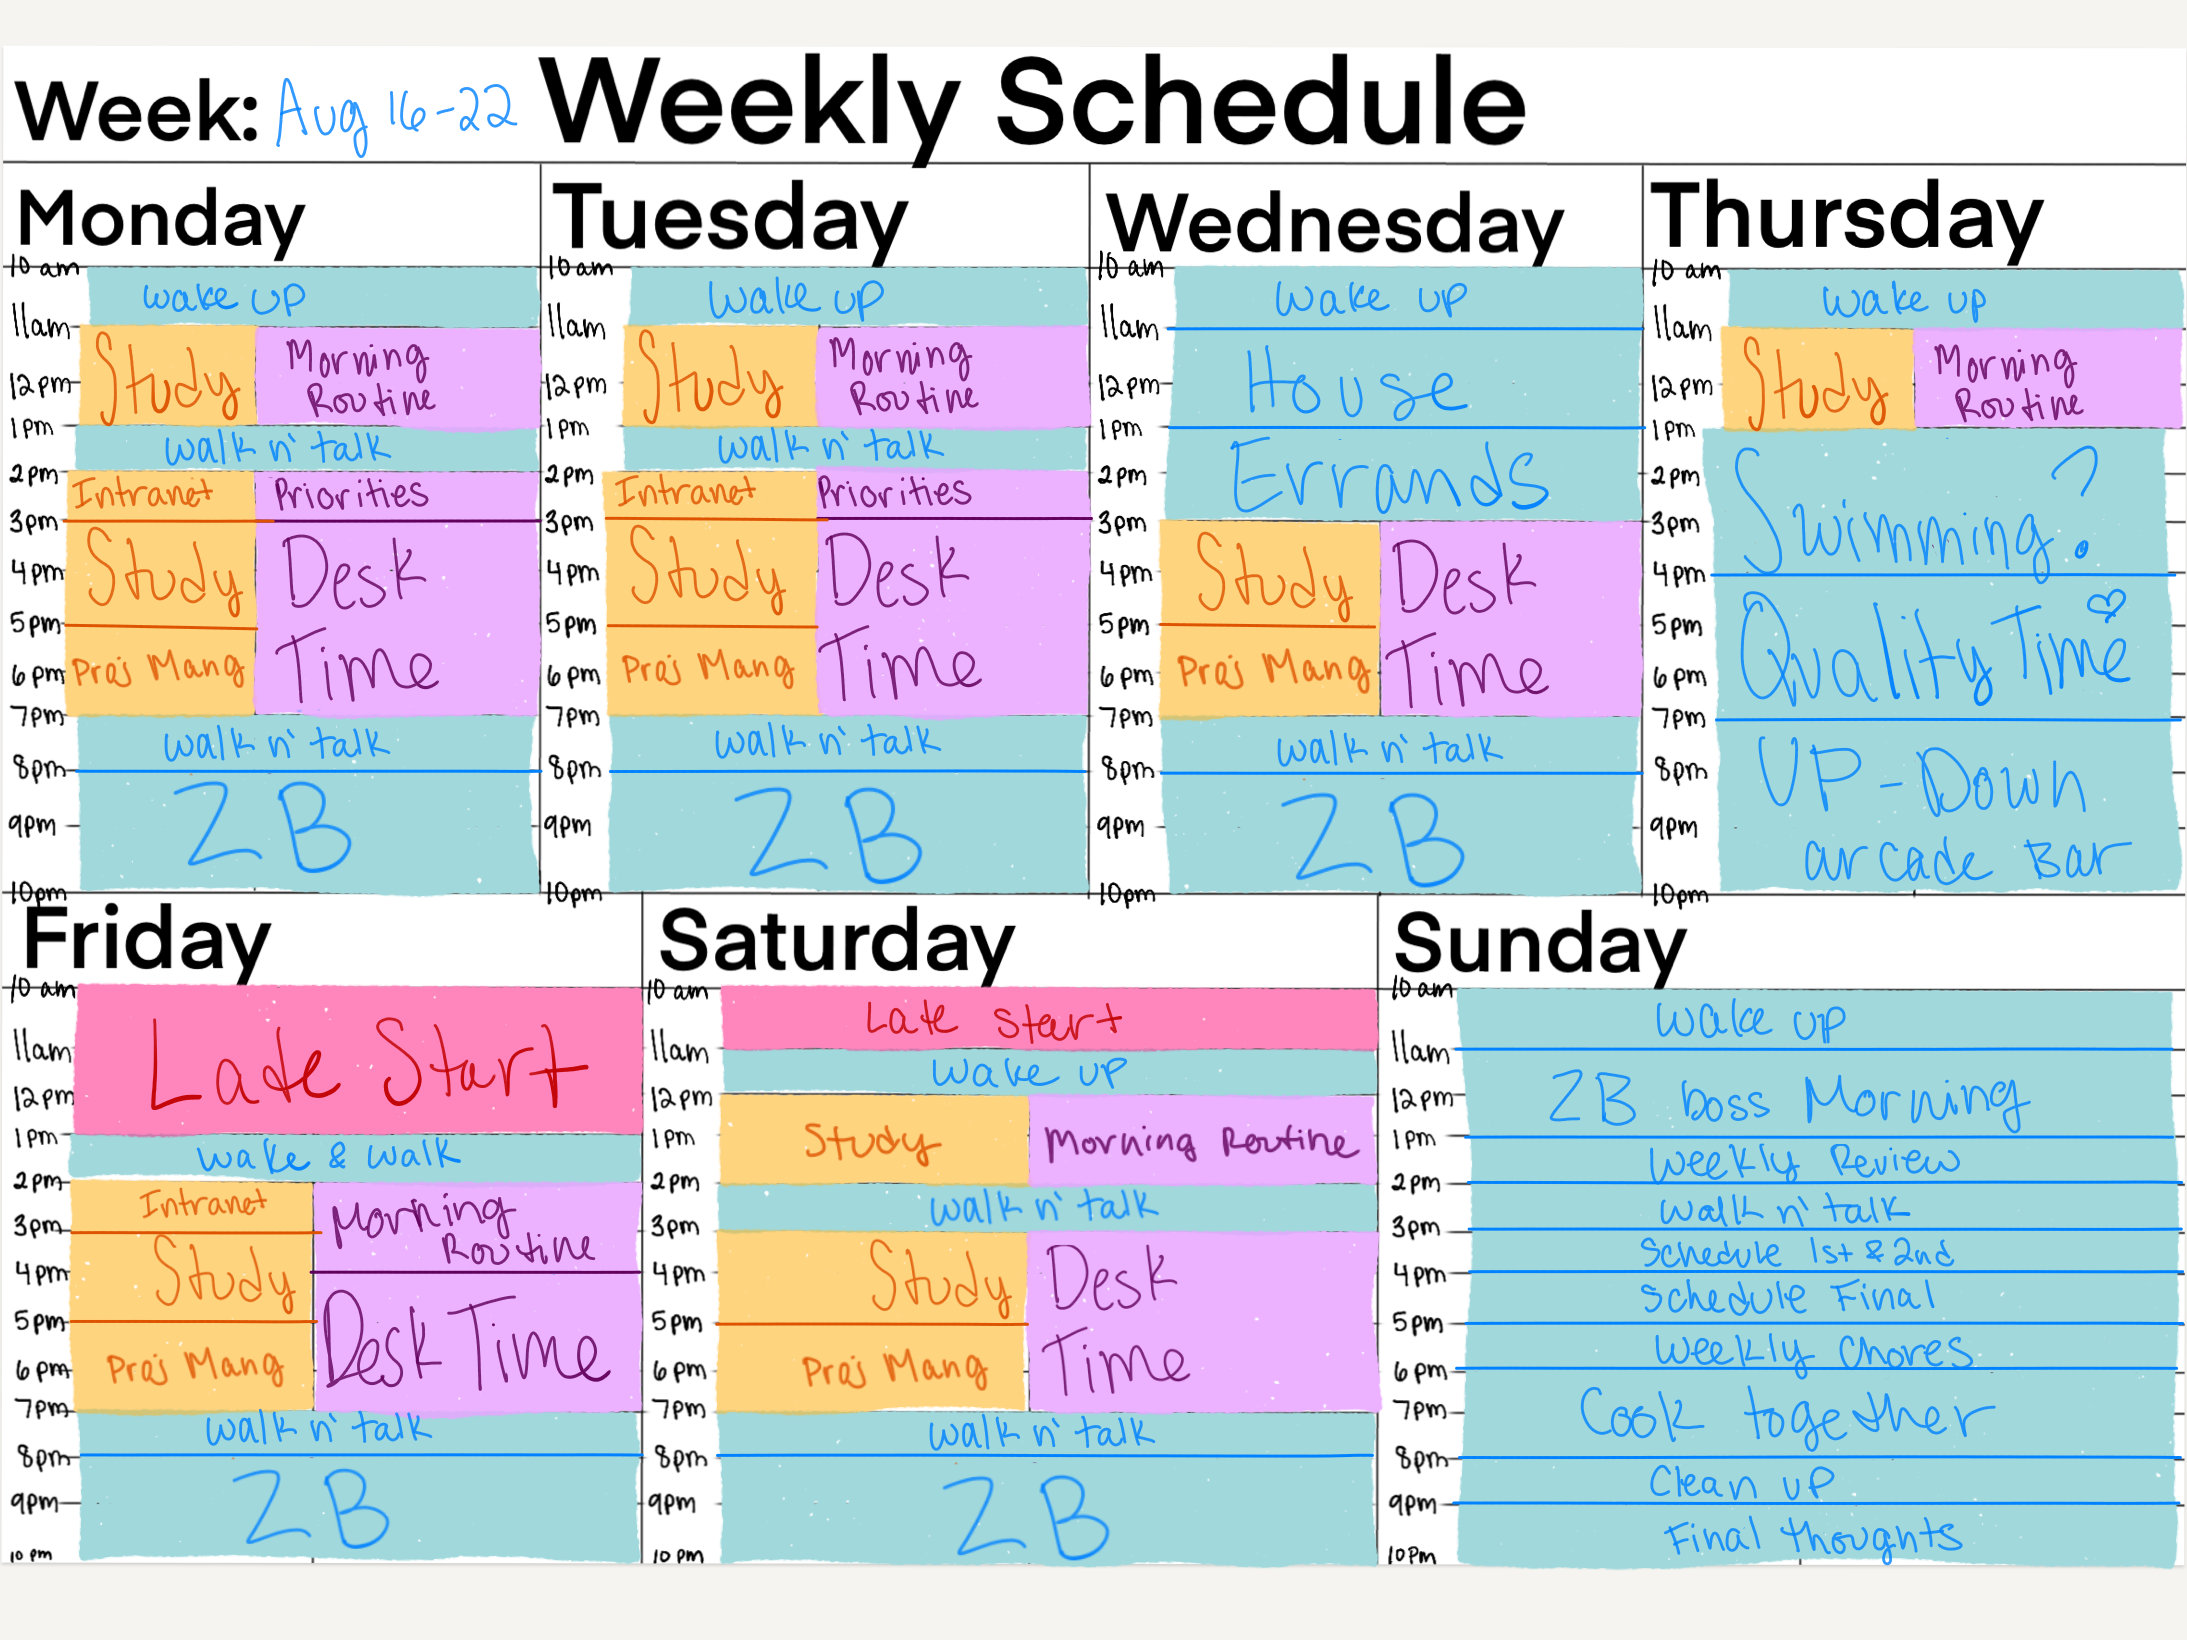 Week: Aug 16-22 Weekly Schedule
Monday
10 am
wake up
11am
Study
Morning
Routine
12pm
1pm
walk n' talk
2pm
Intranet
Priorities
3pm
Study
Desk
Time
4pm
5pm
Proj Mang
6pm
7pm
walk n' talk
8pm
ZB
9pm
10pm
Tuesday
10 am
wake up
11am
Study
Morning
Routine
12pm
1pm
walk n' talk
2pm
Intranet
Priorities
3pm
Study
Desk
Time
4pm
5pm
Proj Mang
6pm
7pm
walk n' talk
8pm
ZB
9pm
10pm
Wednesday
10 am
wake up
11am
House
12pm
1pm
Errands
2pm
3pm
Study
Desk
Time
4pm
5pm
Proj Mang
6pm
7pm
walk n' talk
8pm
ZB
9pm
10pm
Thursday
10 am
wake up
11am
Study
Morning
Routine
12pm
1pm
Swimming?
2pm
3pm
4pm
Quality Time
5pm
6pm
7pm
UP-Down
arcade Bar
8pm
9pm
10pm
Friday
10 am
Late Start
11am
12pm
1pm
wake & walk
2pm
Intranet
Morning
Routine
3pm
Study
4pm
Desk Time
5pm
Proj Mang
6pm
7pm
walk n' talk
8pm
ZB
9pm
10 pm
Saturday
10 am
Late start
11am
wake up
12pm
Study
Morning Routine
1pm
2pm
walk n' talk
3pm
Study
Desk
Time
4pm
5pm
Proj Mang
6pm
7pm
walk n' talk
8pm
ZB
9pm
10 pm
Sunday
10 am
wake up
11am
ZB boss Morning
12pm
1pm
weekly Review
2pm
walk n' talk
3pm
Schedule 1st & 2nd
4pm
Schedule Final
5pm
weekly chores
6pm
Cook together
7pm
8pm
Clean up
9pm
Final thoughts
10pm